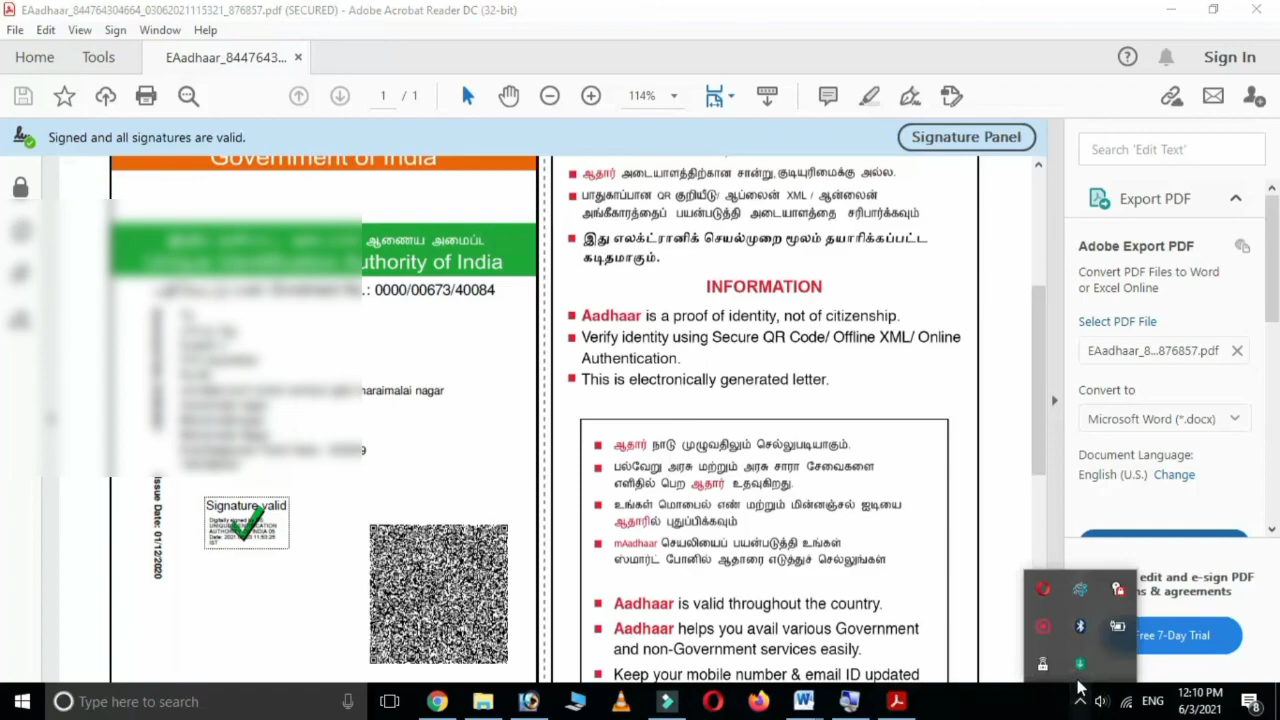 EAadhaar_844764304664_03062021115321_876857.pdf (SECURED) - Adobe Acrobat Reader DC (32-bit)
File Edit View Sign Window Help
Home Tools EAadhaar_8447643... × Sign In
1 / 1 114%
Signed and all signatures are valid. Signature Panel
Government of India
ஆணைய அமைப்ட
uthority of India
.: 0000/00673/40084
naraimalai nagar
9
Issue Date: 01/12/2020
Signature valid
ஆதார் அடையாளத்திற்கான சான்று, குடியுரிமைக்கு அல்ல.
பாதுகாப்பான QR குறியீடு/ ஆப்லைன் XML / ஆன்லைன்
அங்கீகாரத்தைப் பயன்படுத்தி அடையாளத்தை சரிபார்க்கவும்
இது எலக்ட்ரானிக் செயல்முறை மூலம் தயாரிக்கப்பட்ட
கடிதமாகும்.
INFORMATION
Aadhaar is a proof of identity, not of citizenship.
Verify identity using Secure QR Code/ Offline XML/ Online
Authentication.
This is electronically generated letter.
ஆதார் நாடு முழுவதிலும் செல்லுபடியாகும்.
பல்வேறு அரசு மற்றும் அரசு சாரா சேவைகளை
எளிதில் பெற ஆதார் உதவுகிறது.
உங்கள் மொபைல் எண் மற்றும் மின்னஞ்சல் ஐடியை
ஆதாரில் புதுப்பிக்கவும்
mAadhaar செயலியைப் பயன்படுத்தி உங்கள்
ஸ்மார்ட் போனில் ஆதாரை எடுத்துச் செல்லுங்கள்
Aadhaar is valid throughout the country.
Aadhaar helps you avail various Government
and non-Government services easily.
Keep your mobile number & email ID updated
Search 'Edit Text'
Export PDF
Adobe Export PDF
Convert PDF Files to Word
or Excel Online
Select PDF File
EAadhaar_8...876857.pdf ×
Convert to
Microsoft Word (*.docx)
Document Language:
English (U.S.) Change
edit and e-sign PDF
s & agreements
Free 7-Day Trial
Type here to search
ENG
12:10 PM
6/3/2021
8